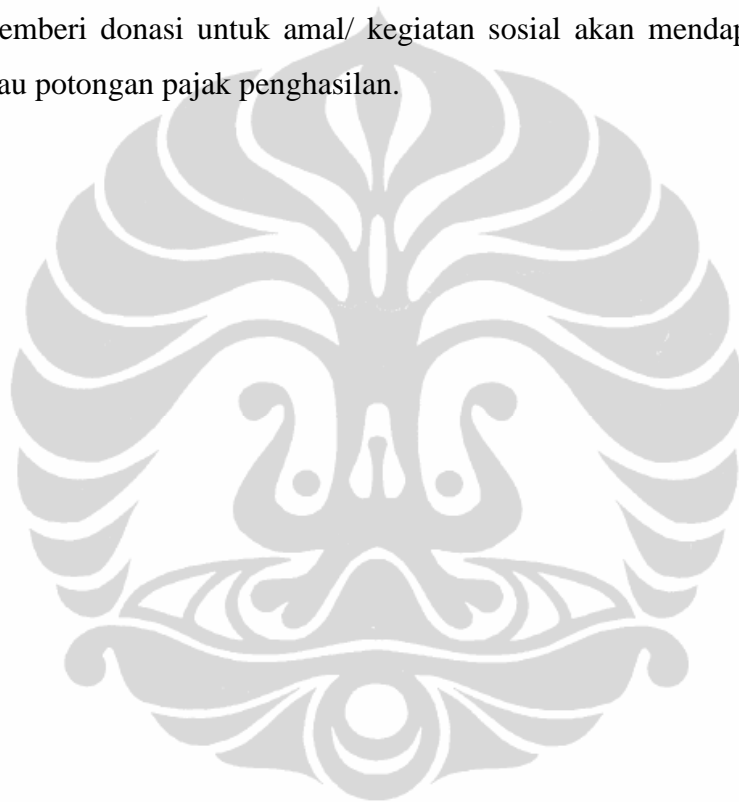 emberi donasi untuk amal/ kegiatan sosial akan mendap
au potongan pajak penghasilan.